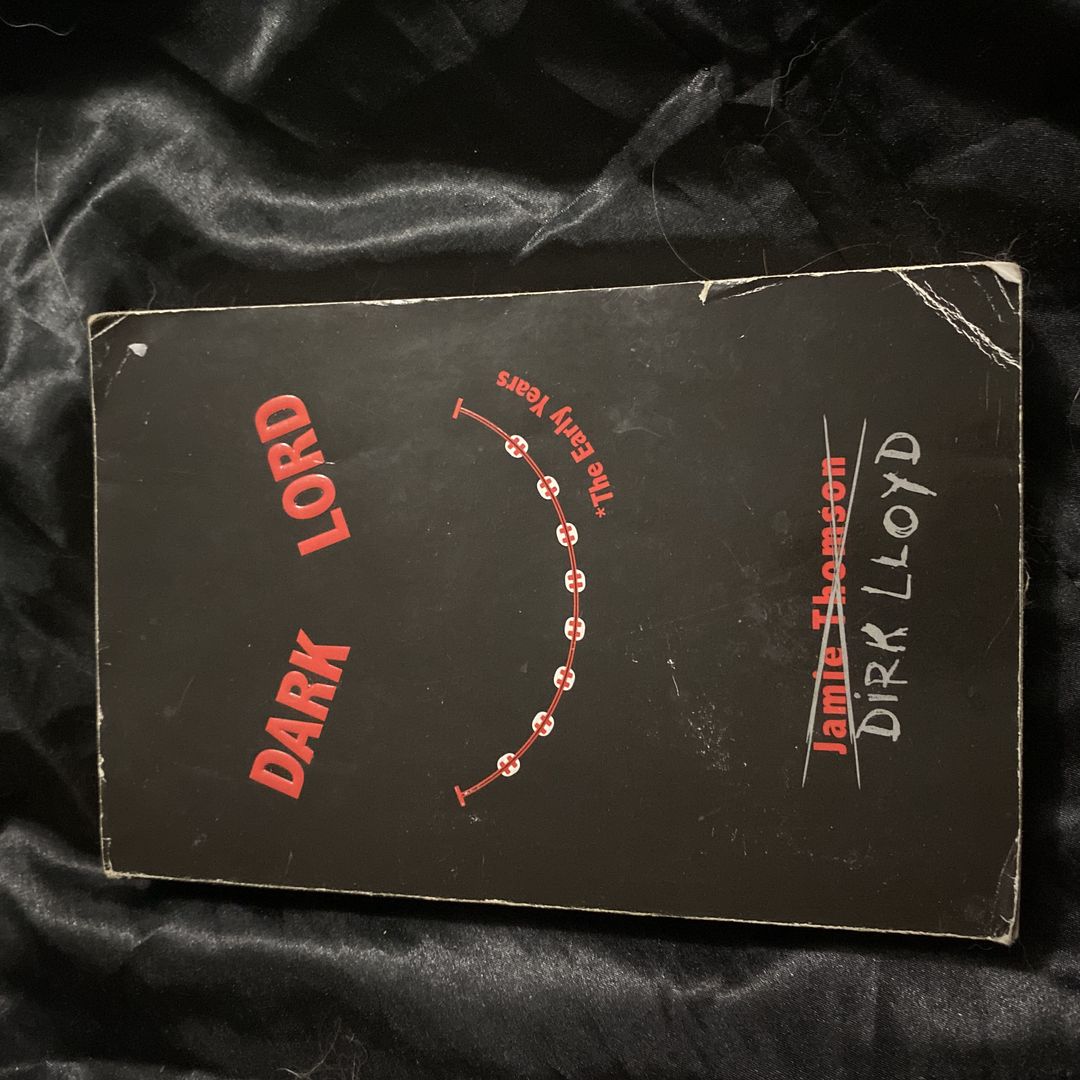 DARK LORD
*The Early Years
Jamie Thomson
DiRK LLOYD